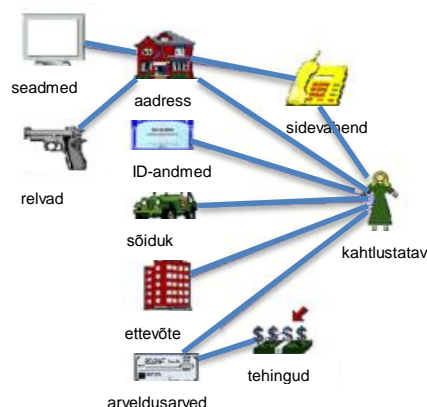 seadmed
aadress
sidevahend
relvad
ID-andmed
sõiduk
kahtlustatav
ettevõte
tehingud
arveldusarved